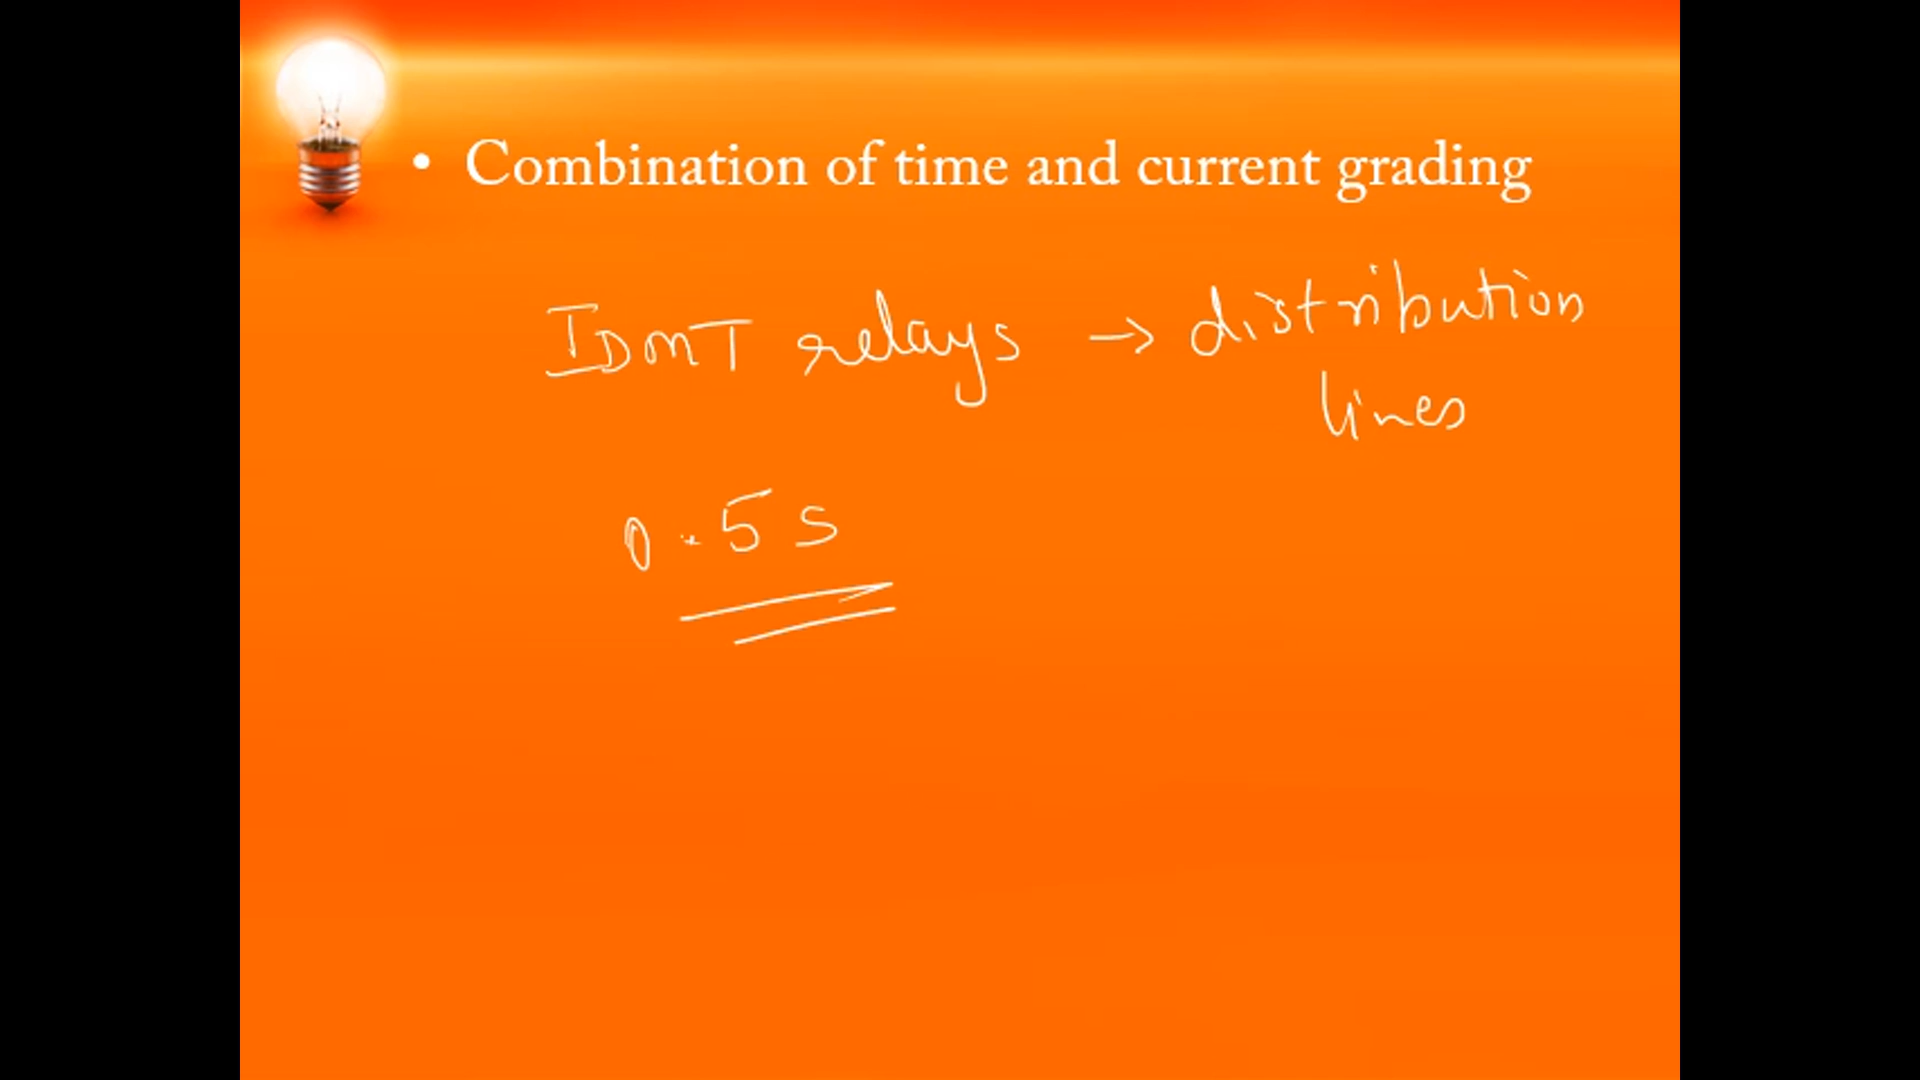 • Combination of time and current grading
IDMT relays → distribution
lines
0.5 s